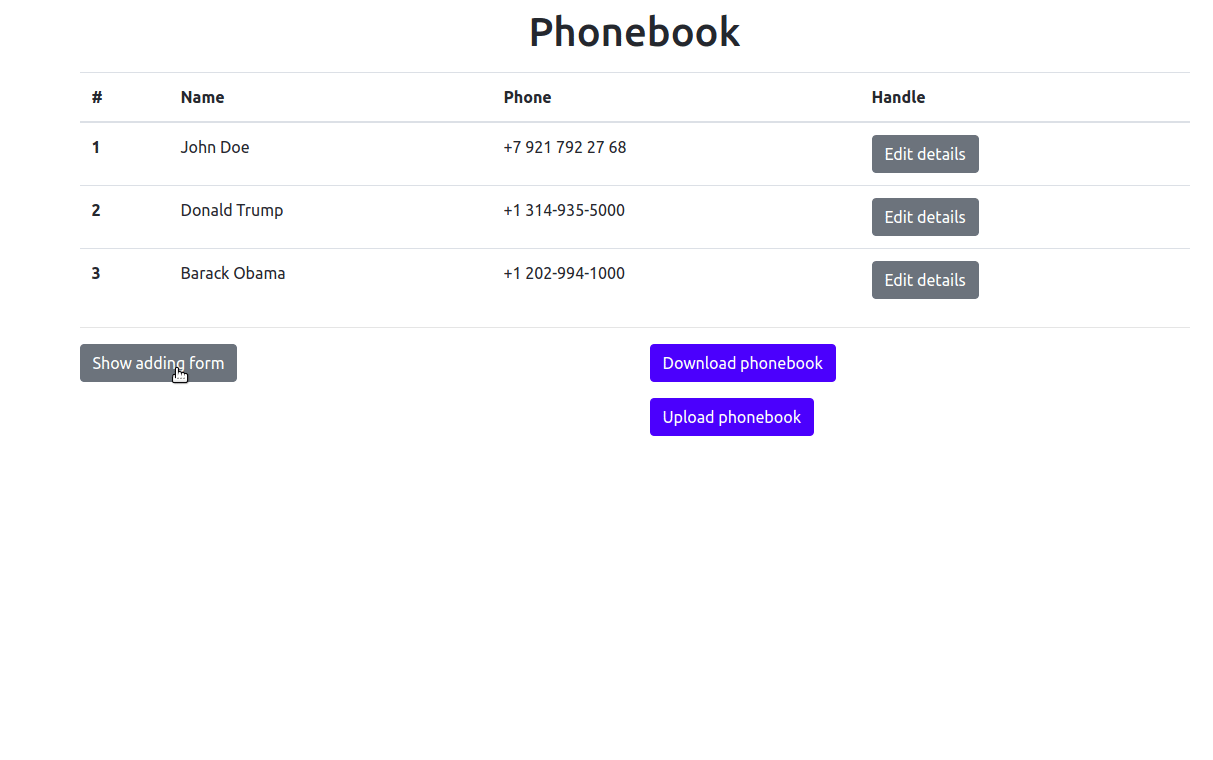 Phonebook
# Name Phone Handle
1 John Doe +7 921 792 27 68 Edit details
2 Donald Trump +1 314-935-5000 Edit details
3 Barack Obama +1 202-994-1000 Edit details
Show adding form Download phonebook
Upload phonebook